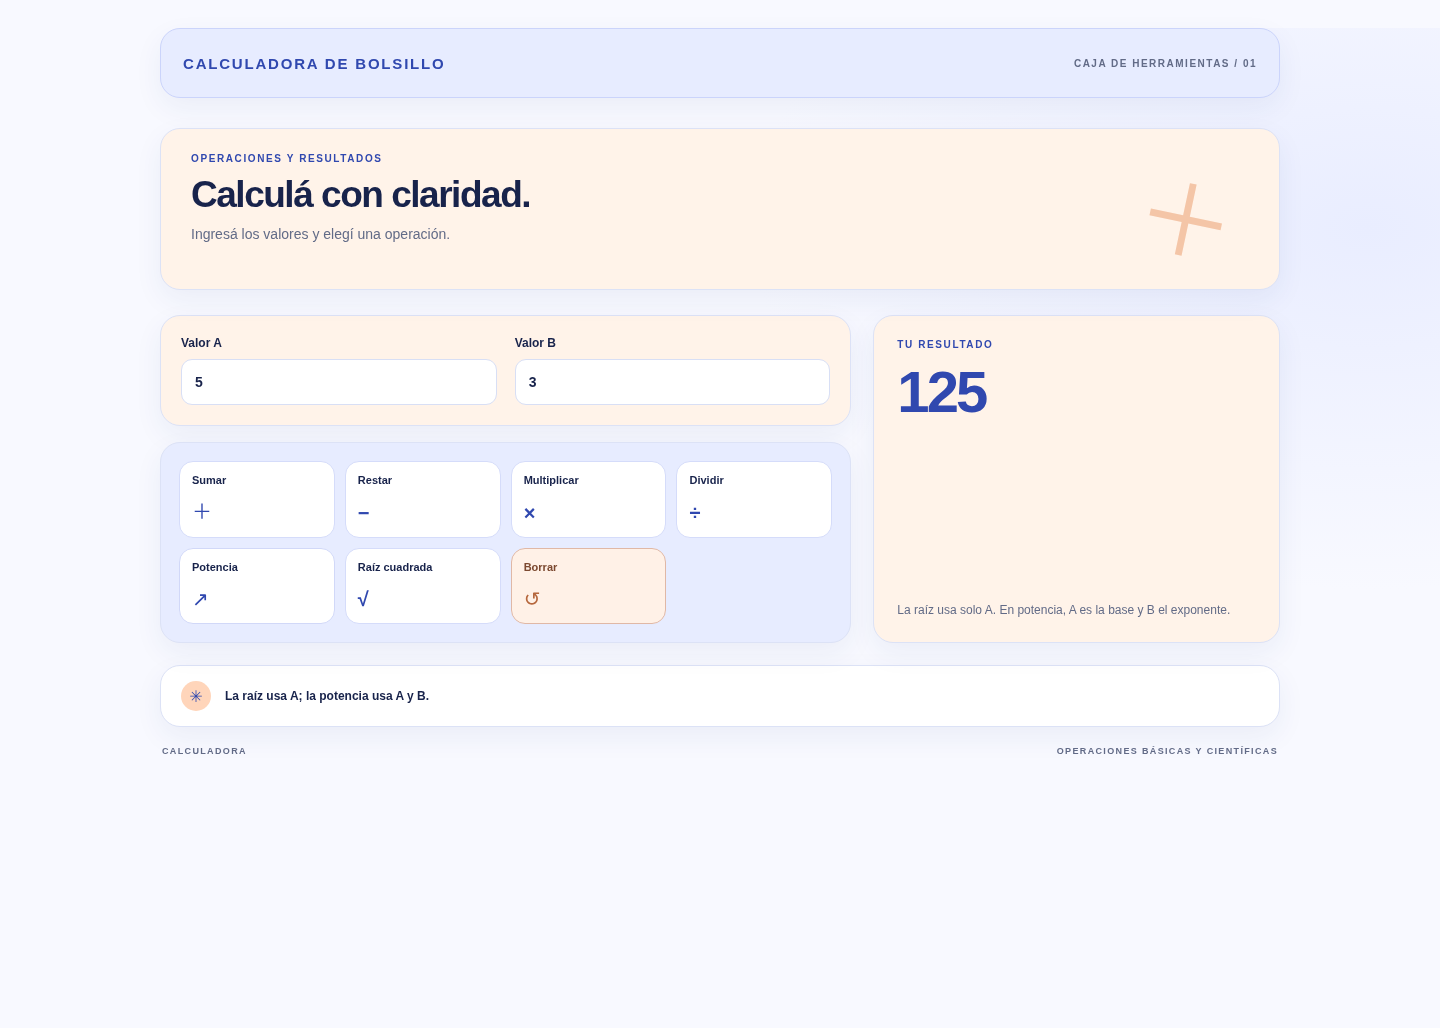 CALCULADORA DE BOLSILLO
CAJA DE HERRAMIENTAS / 01
OPERACIONES Y RESULTADOS
Calculá con claridad.
Ingresá los valores y elegí una operación.
Valor A
Valor B
5
3
TU RESULTADO
125
Sumar
+
Restar
−
Multiplicar
×
Dividir
÷
Potencia
↗
Raíz cuadrada
√
Borrar
↺
La raíz usa solo A. En potencia, A es la base y B el exponente.
✳ La raíz usa A; la potencia usa A y B.
CALCULADORA
OPERACIONES BÁSICAS Y CIENTÍFICAS